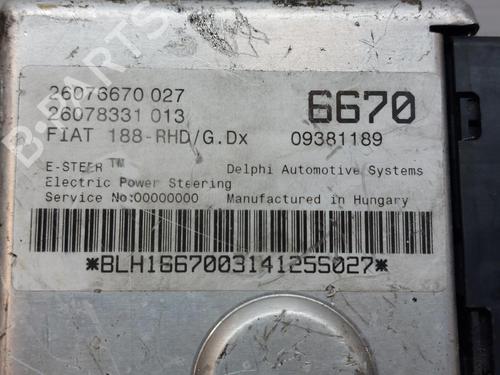 26076670 027
26078331 013
6670
FIAT 188-RHD/G.Dx 09381189
E-STEER™ Delphi Automotive Systems
Electric Power Steering
Service No:00000000 Manufactured in Hungary
*BLH1667003141255027*
B-PARTS